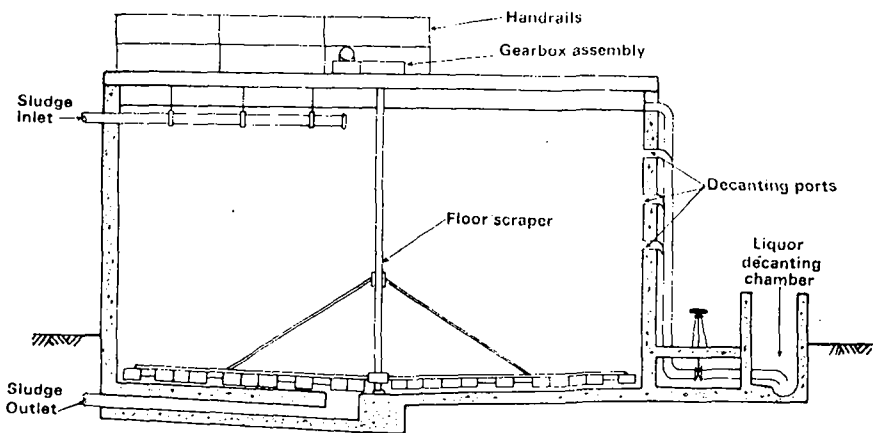 Handrails
Gearbox assembly
Sludge
Inlet
Decanting ports
Floor scraper
Liquor
decanting
chamber
Sludge
Outlet